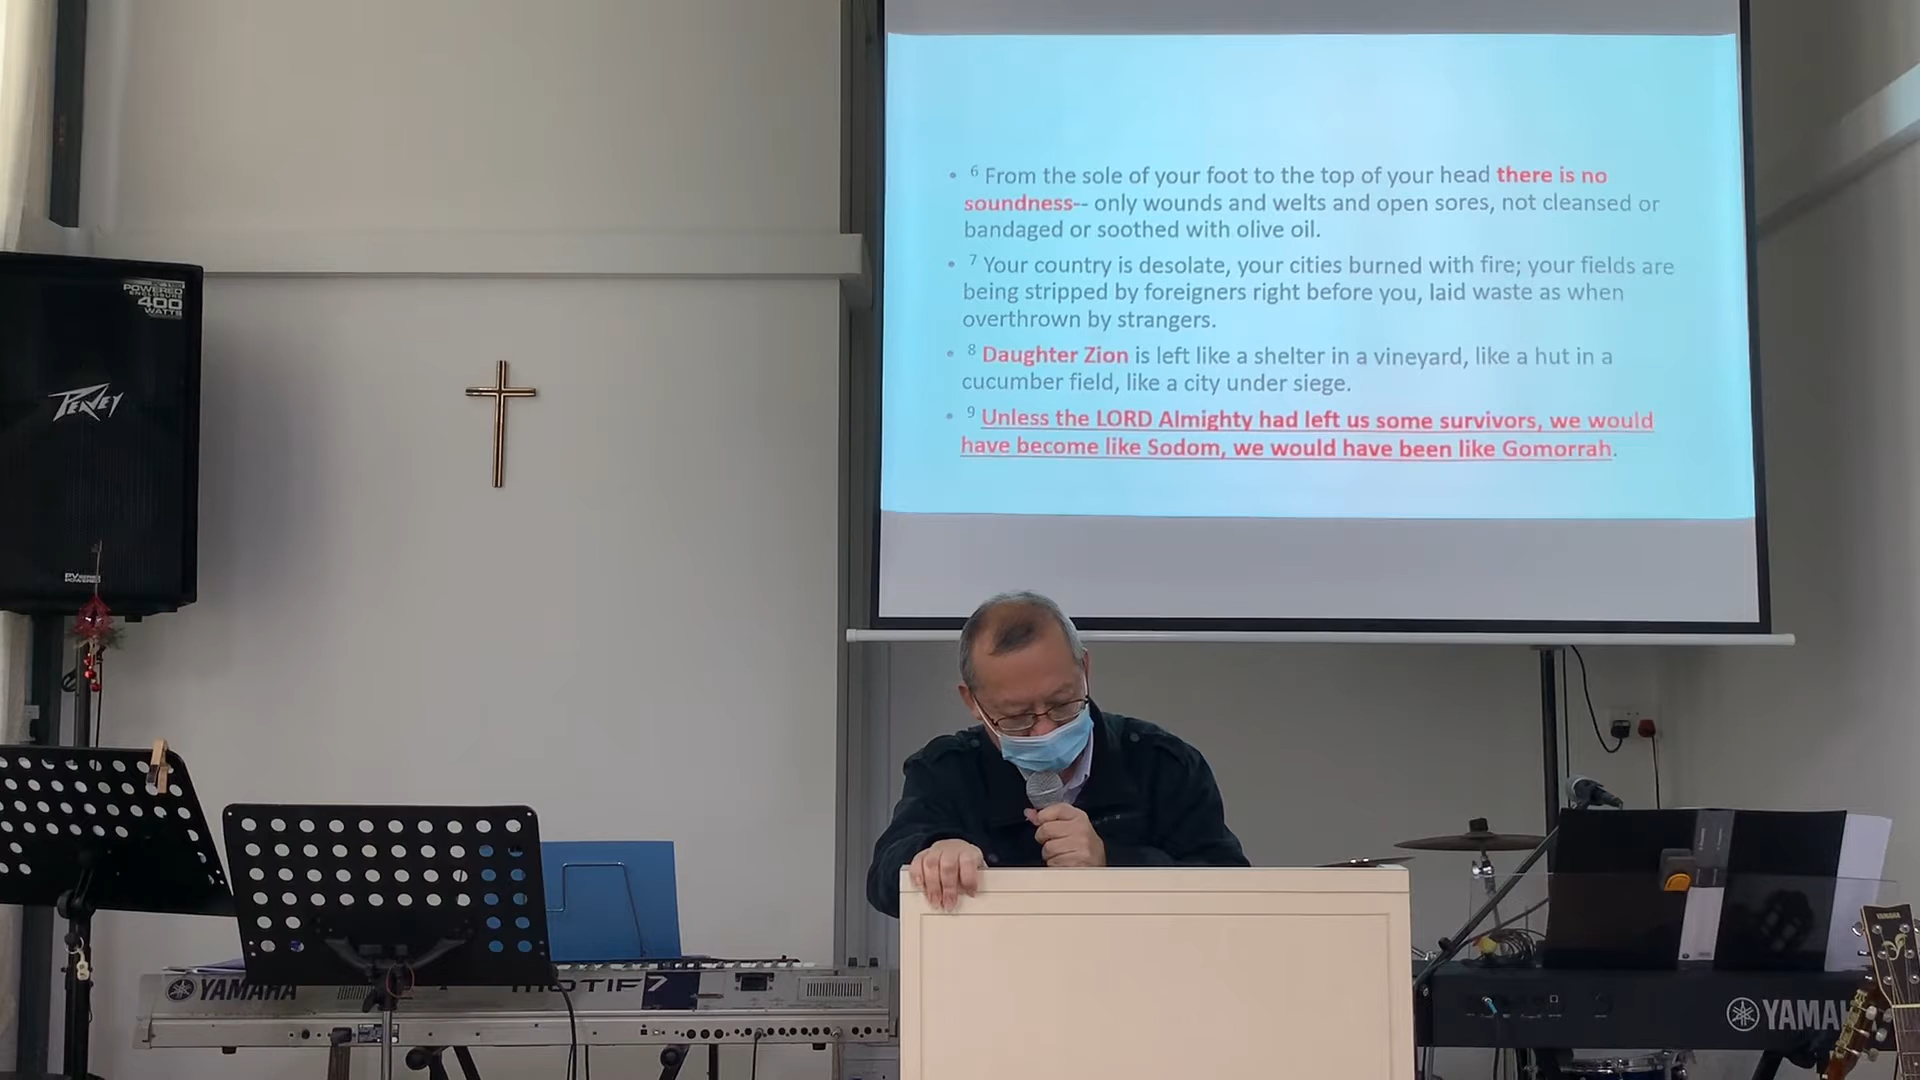 ⁶ From the sole of your foot to the top of your head there is no
soundness-- only wounds and welts and open sores, not cleansed or
bandaged or soothed with olive oil.
⁷ Your country is desolate, your cities burned with fire; your fields are
being stripped by foreigners right before you, laid waste as when
overthrown by strangers.
⁸ Daughter Zion is left like a shelter in a vineyard, like a hut in a
cucumber field, like a city under siege.
⁹ Unless the LORD Almighty had left us some survivors, we would
have become like Sodom, we would have been like Gomorrah.
POWERED
ENCLOSURE
400
WATTS
PEAVEY
YAMAHA
MOTIF7
YAMAHA